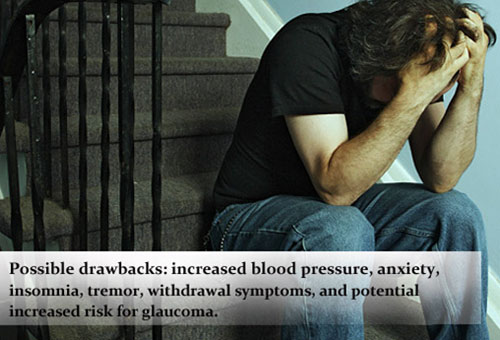 Possible drawbacks: increased blood pressure, anxiety,
insomnia, tremor, withdrawal symptoms, and potential
increased risk for glaucoma.